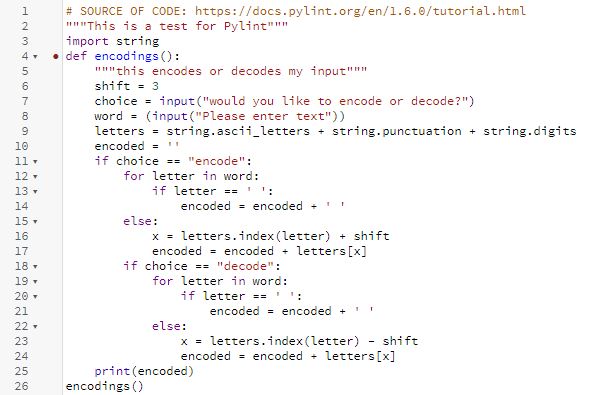 1 # SOURCE OF CODE: https://docs.pylint.org/en/1.6.0/tutorial.html
2 """This is a test for Pylint"""
3 import string
4 def encodings():
5     """this encodes or decodes my input"""
6     shift = 3
7     choice = input("would you like to encode or decode?")
8     word = (input("Please enter text"))
9     letters = string.ascii_letters + string.punctuation + string.digits
10     encoded = ''
11     if choice == "encode":
12         for letter in word:
13             if letter == ' ':
14                 encoded = encoded + ' '
15         else:
16             x = letters.index(letter) + shift
17             encoded = encoded + letters[x]
18         if choice == "decode":
19             for letter in word:
20                 if letter == ' ':
21                     encoded = encoded + ' '
22             else:
23                 x = letters.index(letter) - shift
24                 encoded = encoded + letters[x]
25     print(encoded)
26 encodings()